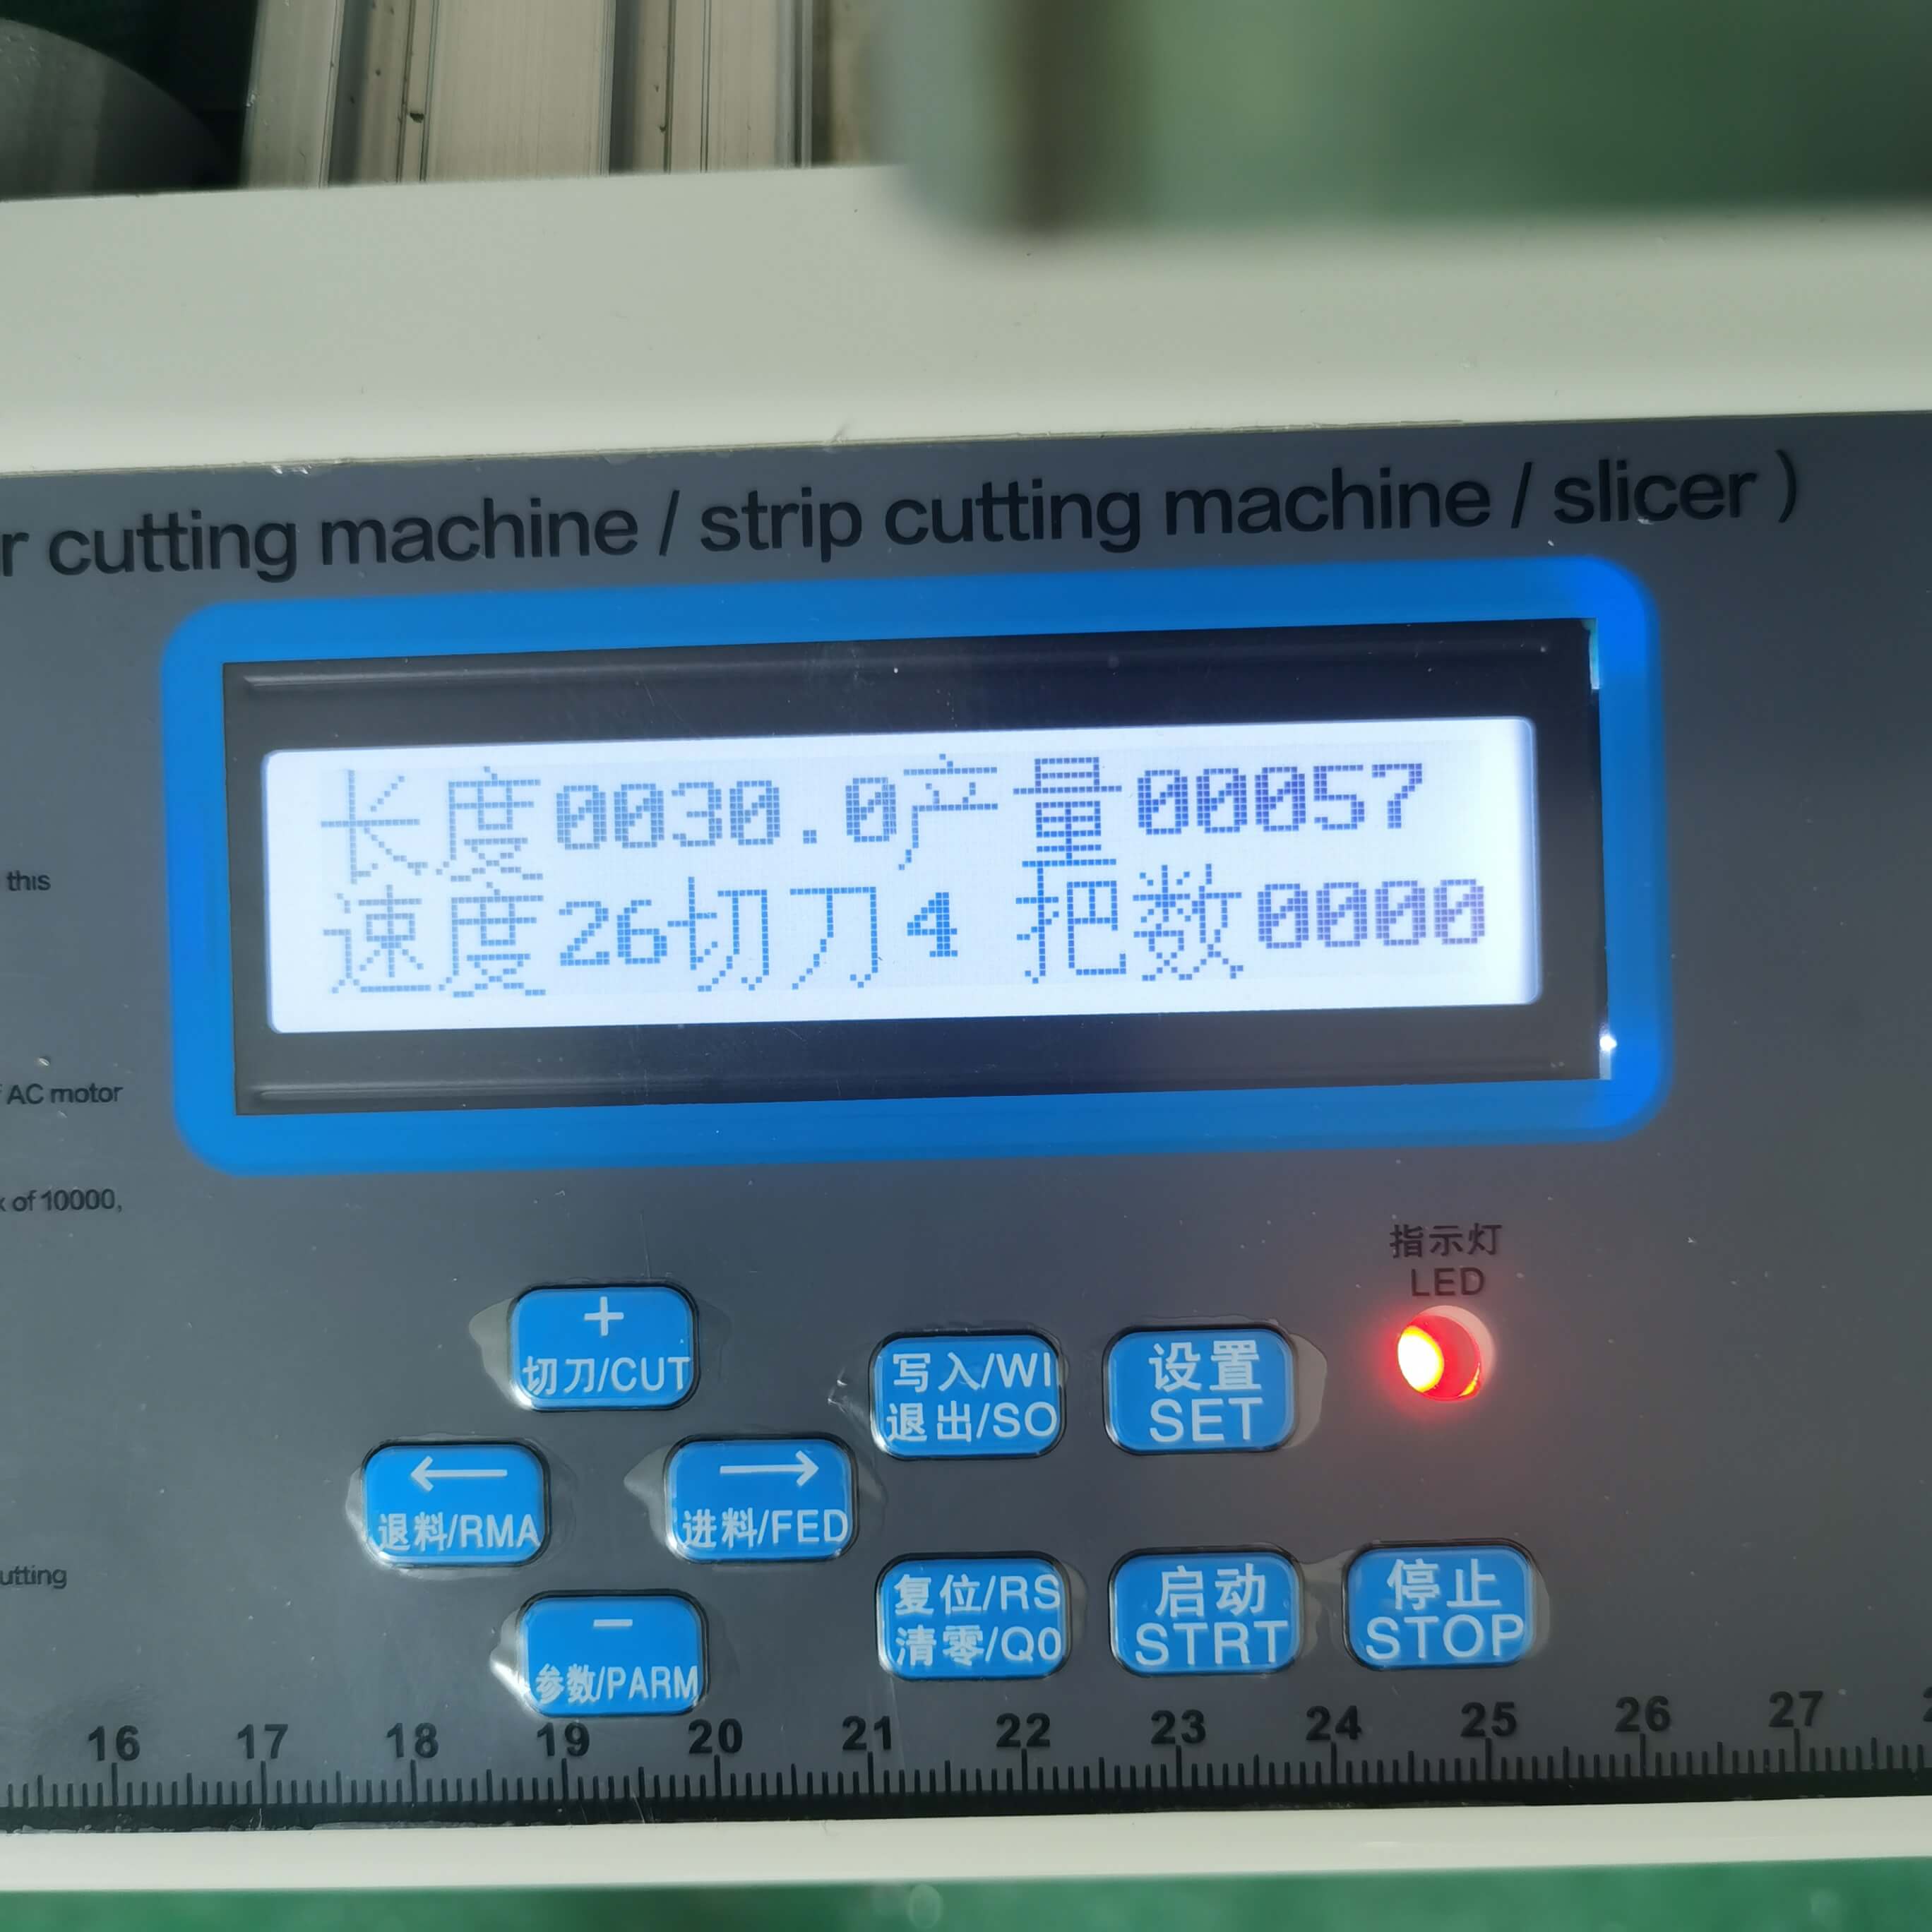 r cutting machine / strip cutting machine / slicer )
长度0030.0产量00057
速度26切刀4 把数0000
this
AC motor
of 10000,
utting
+
切刀/CUT
←
退料/RMA
→
进料/FED
−
参数/PARM
写入/WI
退出/SO
设置
SET
指示灯
LED
复位/RS
清零/Q0
启动
STRT
停止
STOP
16 17 18 19 20 21 22 23 24 25 26 27